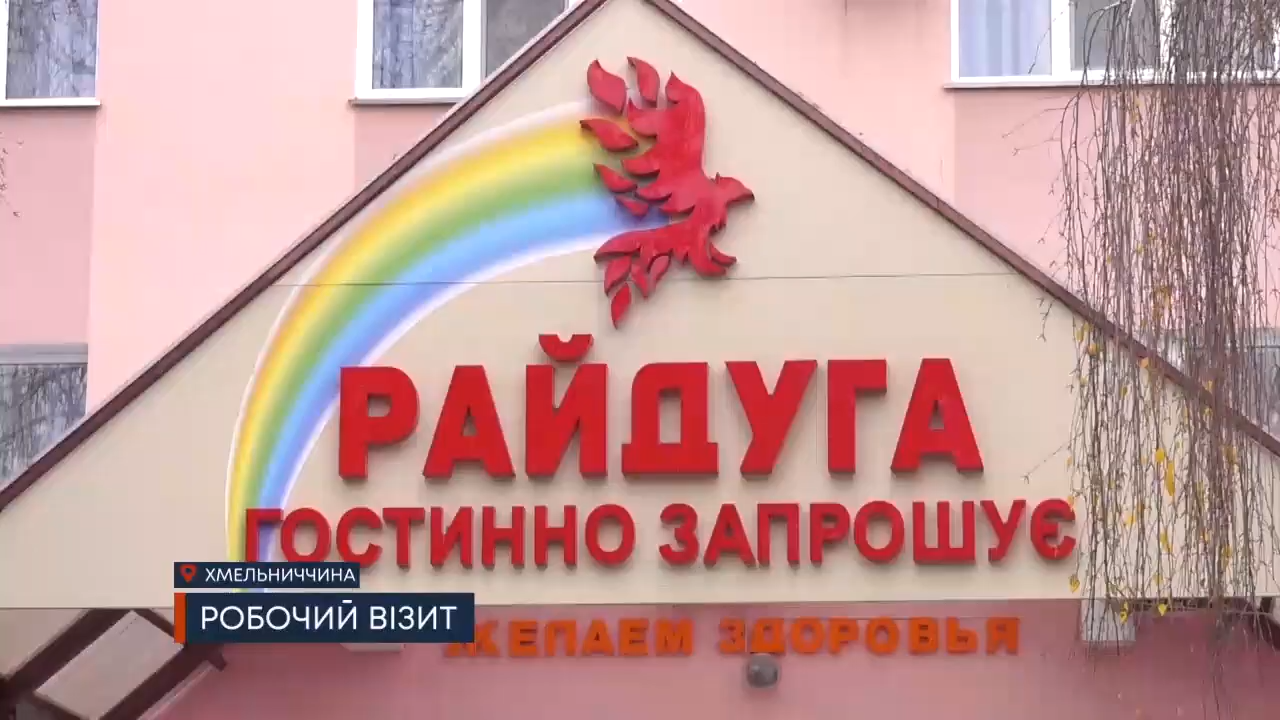 РАЙДУГА
ГОСТИННО ЗАПРОШУЄ
ХМЕЛЬНИЧЧИНА
РОБОЧИЙ ВІЗИТ
ЖЕЛАЕМ ЗДОРОВЬЯ